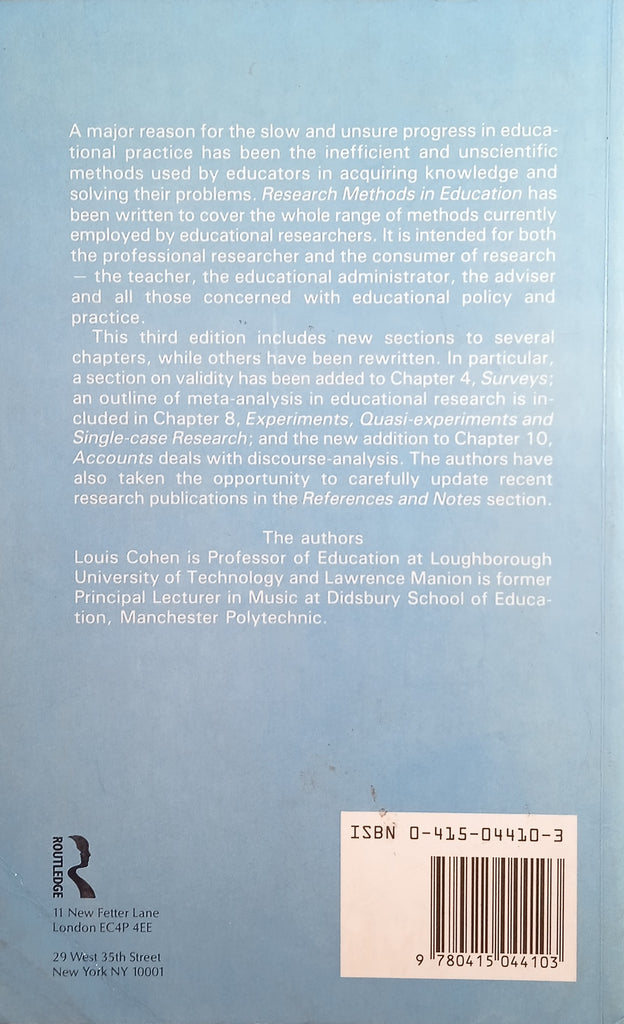 A major reason for the slow and unsure progress in educa-
tional practice has been the inefficient and unscientific
methods used by educators in acquiring knowledge and
solving their problems. Research Methods in Education has
been written to cover the whole range of methods currently
employed by educational researchers. It is intended for both
the professional researcher and the consumer of research
— the teacher, the educational administrator, the adviser
and all those concerned with educational policy and
practice.
This third edition includes new sections to several
chapters, while others have been rewritten. In particular,
a section on validity has been added to Chapter 4, Surveys;
an outline of meta-analysis in educational research is in-
cluded in Chapter 8, Experiments, Quasi-experiments and
Single-case Research; and the new addition to Chapter 10,
Accounts deals with discourse-analysis. The authors have
also taken the opportunity to carefully update recent
research publications in the References and Notes section.
The authors
Louis Cohen is Professor of Education at Loughborough
University of Technology and Lawrence Manion is former
Principal Lecturer in Music at Didsbury School of Educa-
tion, Manchester Polytechnic.
ROUTLEDGE
11 New Fetter Lane
London EC4P 4EE
29 West 35th Street
New York NY 10001
ISBN 0-415-04410-3
9 780415 044103